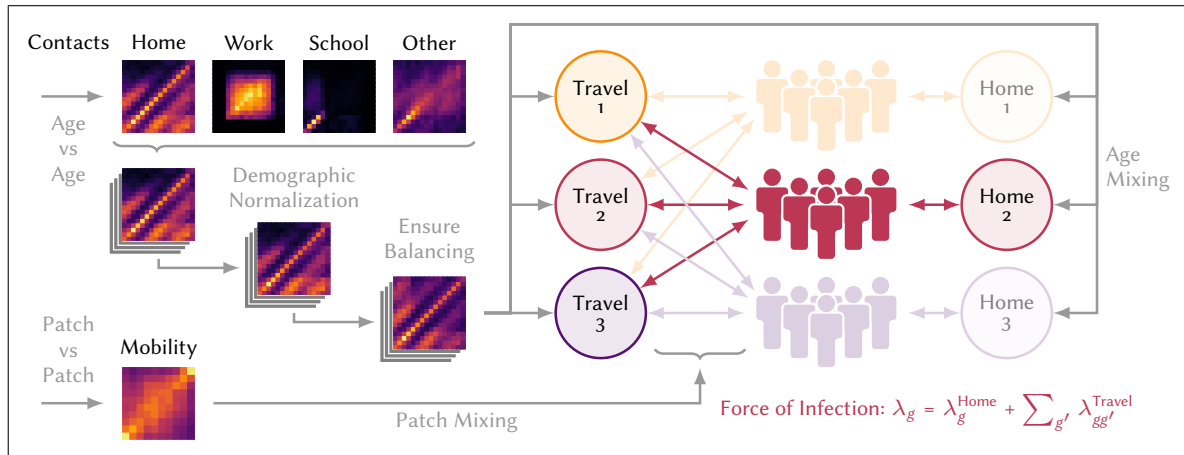 Contacts
Home
Work
School
Other
Age
vs
Age
Demographic
Normalization
Ensure
Balancing
Patch
vs
Patch
Mobility
Patch Mixing
Travel
1
Travel
2
Travel
3
Home
1
Home
2
Home
3
Age
Mixing
Force of Infection: λ_g = λ_g^Home + ∑_g′ λ_gg′^Travel